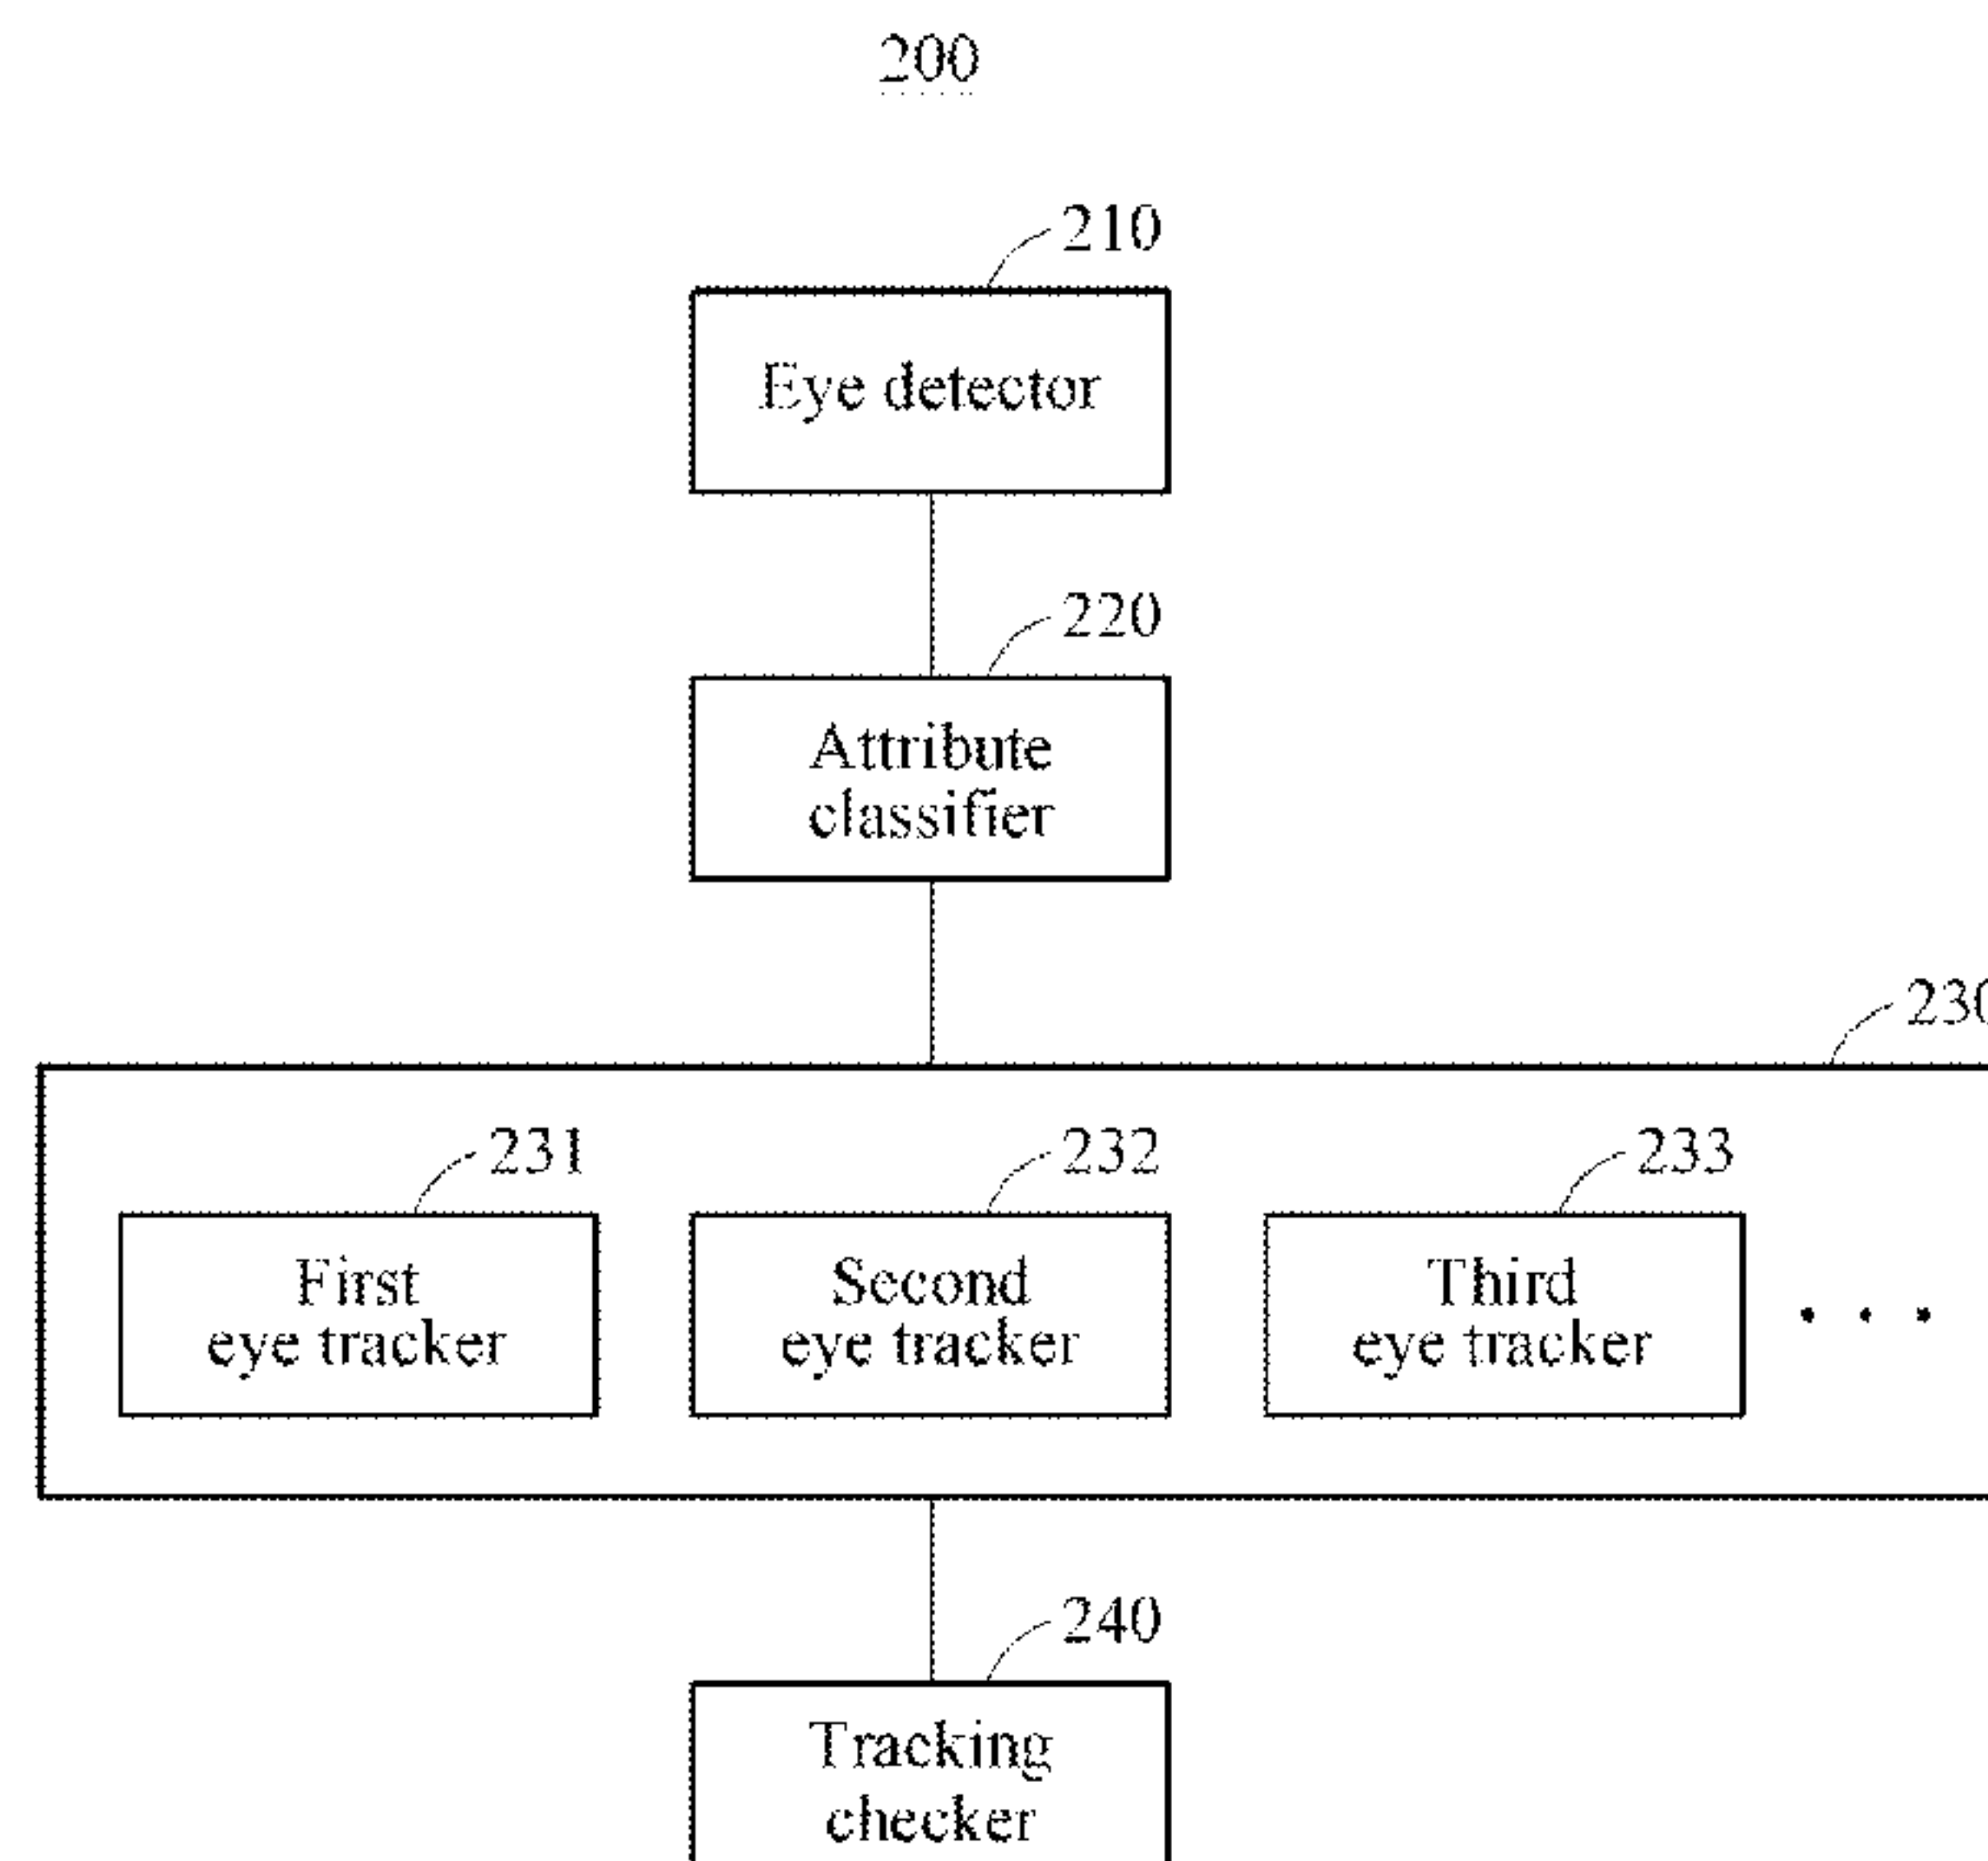 200
210
Eye detector
220
Attribute
classifier
230
231
232
233
First
eye tracker
Second
eye tracker
Third
eye tracker
. . .
240
Tracking
checker